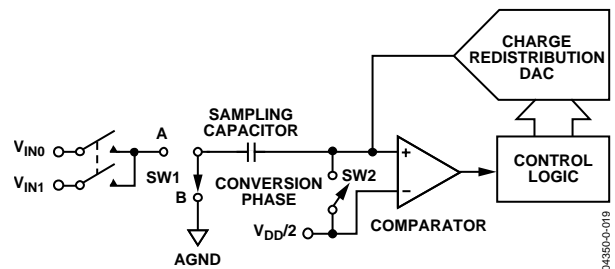 CHARGE
REDISTRIBUTION
DAC
SAMPLING
CAPACITOR
A
VIN0
VIN1
SW1
B
CONVERSION
PHASE
SW2
+
−
CONTROL
LOGIC
COMPARATOR
VDD/2
AGND
04350-0-019